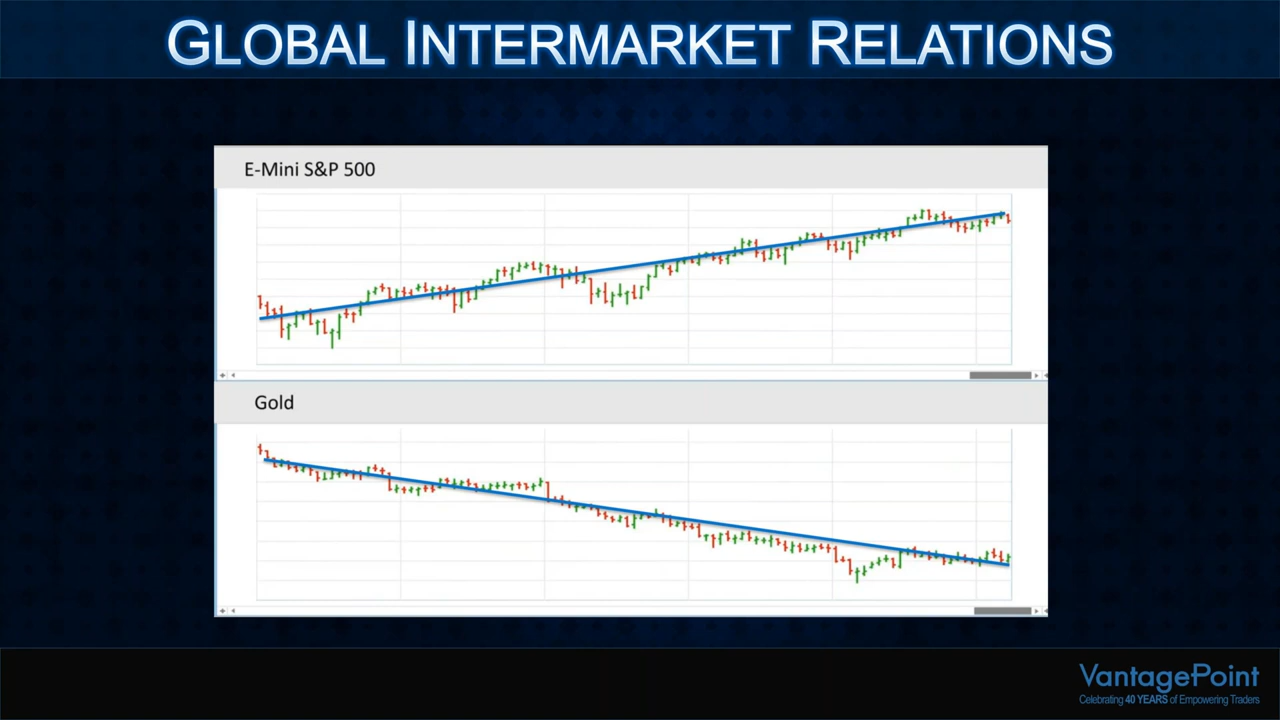 GLOBAL INTERMARKET RELATIONS
E-Mini S&P 500
Gold
VantagePoint
Celebrating 40 YEARS of Empowering Traders